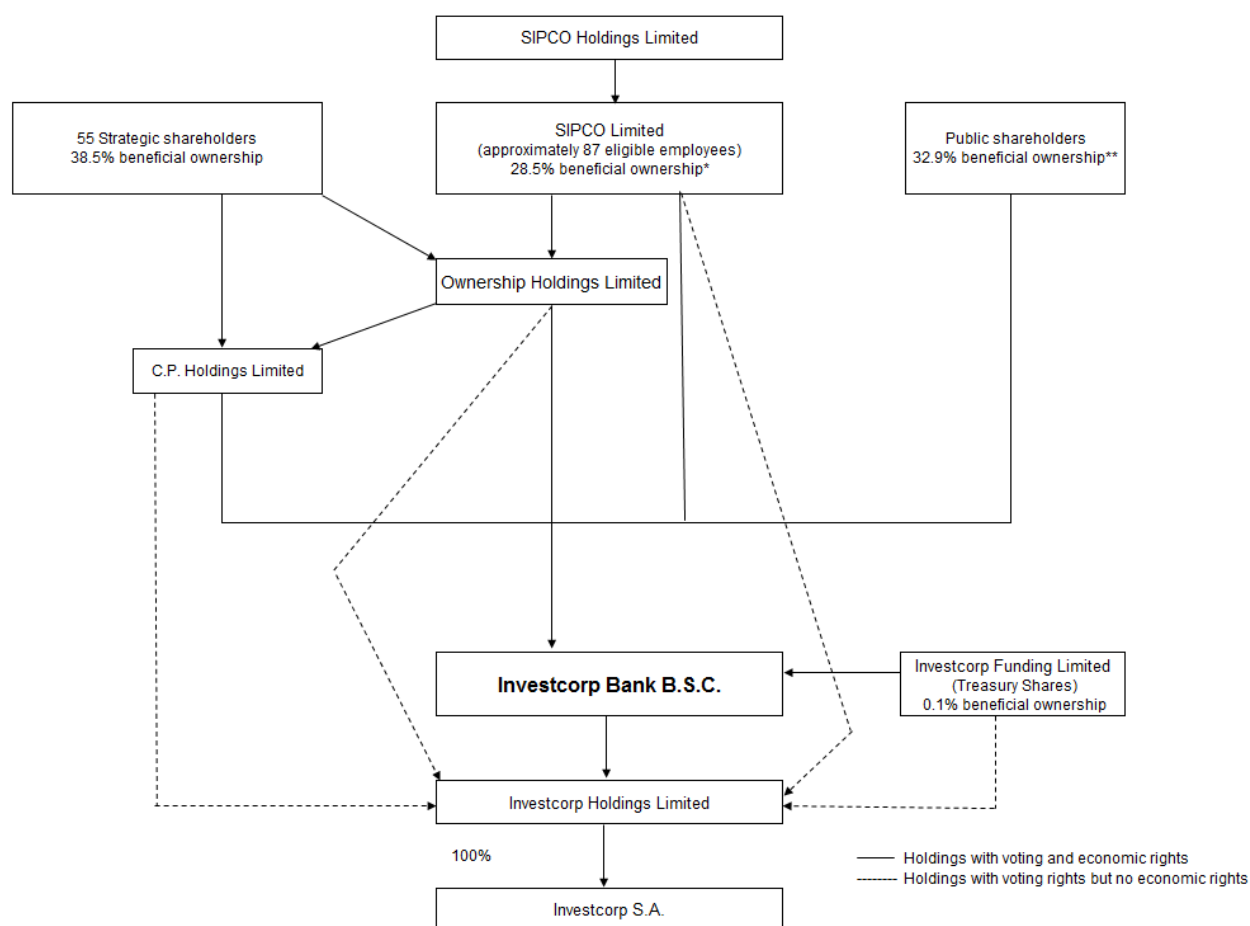 SIPCO Holdings Limited
55 Strategic shareholders
38.5% beneficial ownership
SIPCO Limited
(approximately 87 eligible employees)
28.5% beneficial ownership*
Public shareholders
32.9% beneficial ownership**
Ownership Holdings Limited
C.P. Holdings Limited
Investcorp Bank B.S.C.
Investcorp Funding Limited
(Treasury Shares)
0.1% beneficial ownership
Investcorp Holdings Limited
100%
Holdings with voting and economic rights
Holdings with voting rights but no economic rights
Investcorp S.A.